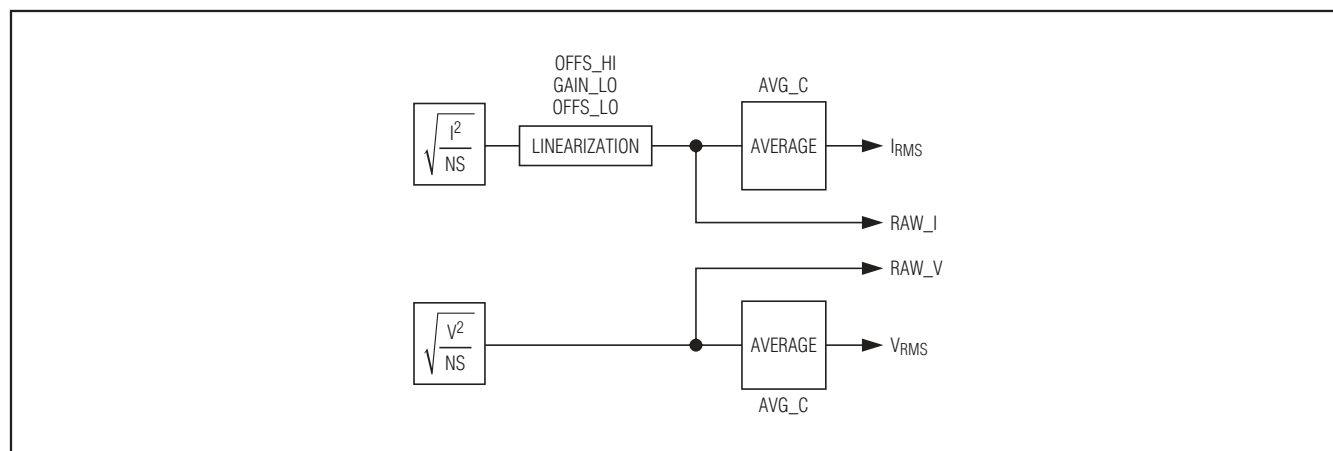 OFFS_HI
GAIN_LO
OFFS_LO
AVG_C
√(I²/NS)
LINEARIZATION
AVERAGE
IRMS
RAW_I
RAW_V
√(V²/NS)
AVERAGE
VRMS
AVG_C